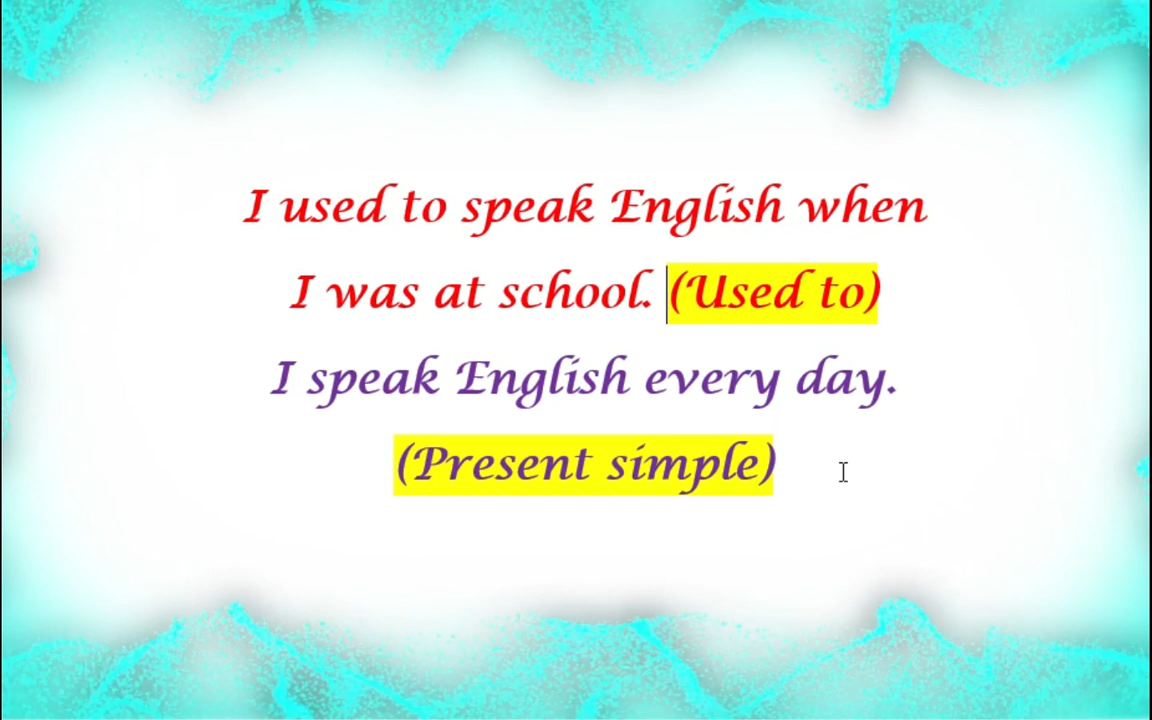 I used to speak English when
I was at school. (Used to)
I speak English every day.
(Present simple)